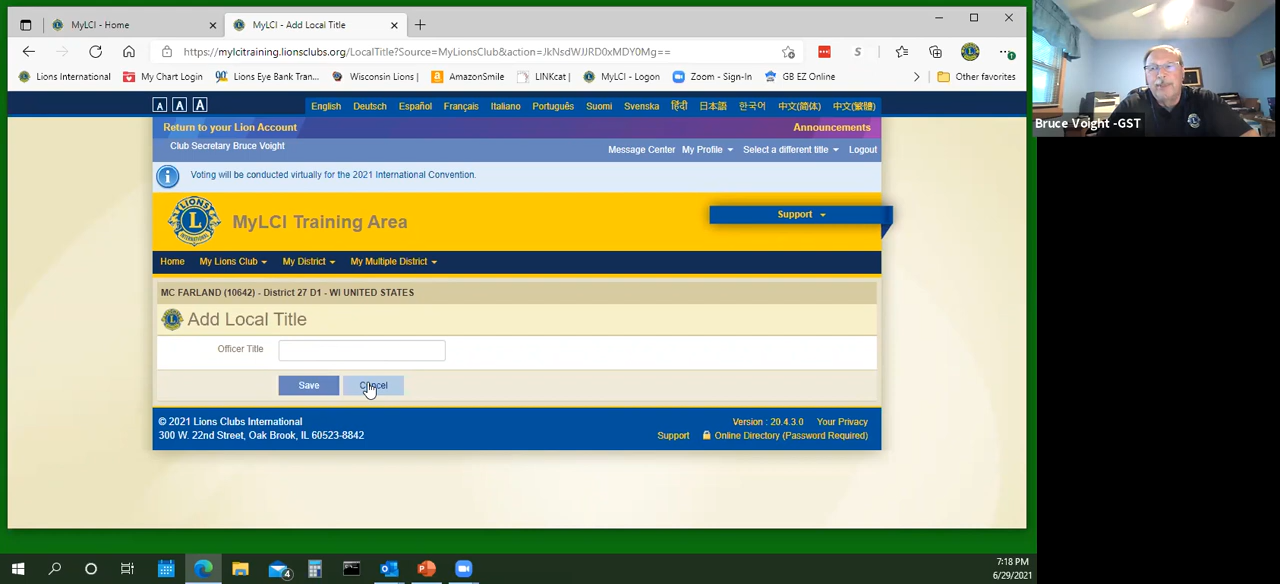 MyLCI - Home
MyLCI - Add Local Title
https://mylcitraining.lionsclubs.org/LocalTitle?Source=MyLionsClub&action=JkNsdWJJRD0xMDY0Mg==
Lions International
My Chart Login
Lions Eye Bank Tran...
Wisconsin Lions |
AmazonSmile
LINKcat |
MyLCI - Logon
Zoom - Sign-In
GB EZ Online
Other favorites
A A A
English Deutsch Español Français Italiano Português Suomi Svenska हिंदी 日本語 한국어 中文(简体) 中文(繁體)
Return to your Lion Account
Announcements
Club Secretary Bruce Voight
Message Center My Profile Select a different title Logout
Voting will be conducted virtually for the 2021 International Convention.
LIONS
L
INTERNATIONAL
MyLCI Training Area
Support
Home My Lions Club My District My Multiple District
MC FARLAND (10642) - District 27 D1 - WI UNITED STATES
Add Local Title
Officer Title
Save Cancel
© 2021 Lions Clubs International
300 W. 22nd Street, Oak Brook, IL 60523-8842
Version : 20.4.3.0 Your Privacy
Support Online Directory (Password Required)
Bruce Voight -GST
4
7:18 PM
6/29/2021